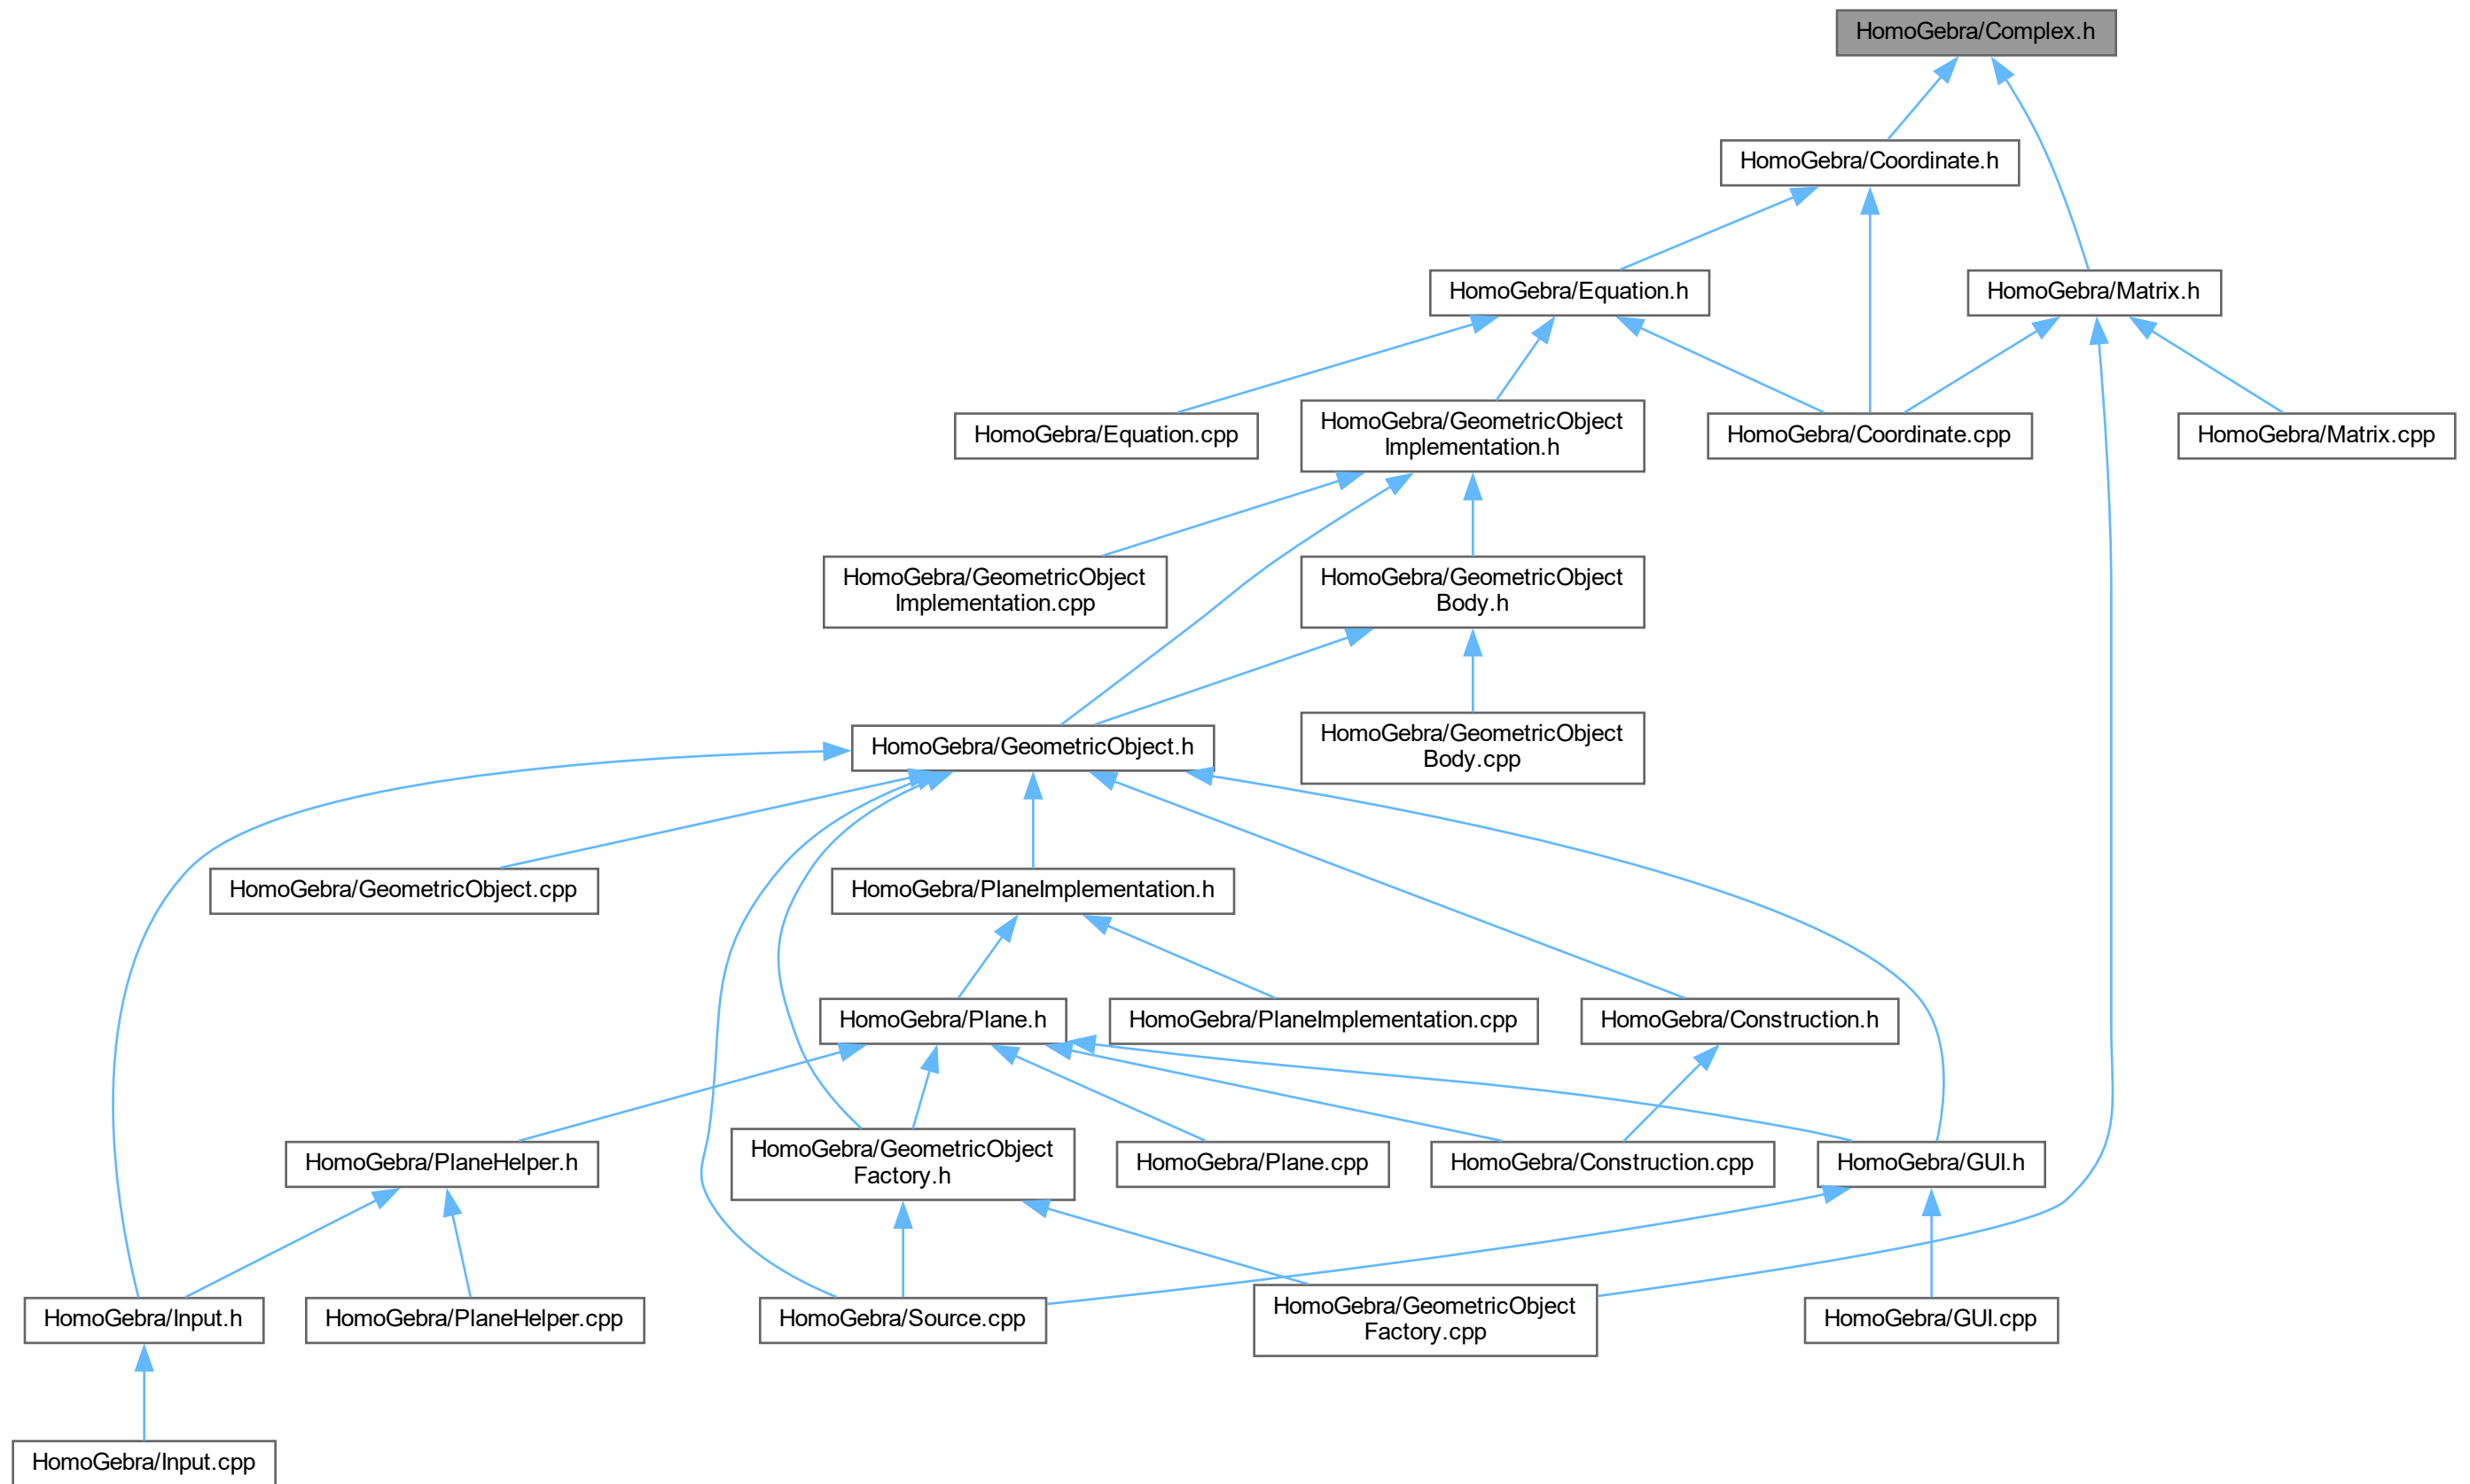 HomoGebra/Complex.h
HomoGebra/Coordinate.h
HomoGebra/Equation.h
HomoGebra/Matrix.h
HomoGebra/Equation.cpp
HomoGebra/GeometricObject
Implementation.h
HomoGebra/Coordinate.cpp
HomoGebra/Matrix.cpp
HomoGebra/GeometricObject
Implementation.cpp
HomoGebra/GeometricObject
Body.h
HomoGebra/GeometricObject.h
HomoGebra/GeometricObject
Body.cpp
HomoGebra/GeometricObject.cpp
HomoGebra/PlaneImplementation.h
HomoGebra/Plane.h
HomoGebra/PlaneImplementation.cpp
HomoGebra/Construction.h
HomoGebra/PlaneHelper.h
HomoGebra/GeometricObject
Factory.h
HomoGebra/Plane.cpp
HomoGebra/Construction.cpp
HomoGebra/GUI.h
HomoGebra/Input.h
HomoGebra/PlaneHelper.cpp
HomoGebra/Source.cpp
HomoGebra/GeometricObject
Factory.cpp
HomoGebra/GUI.cpp
HomoGebra/Input.cpp